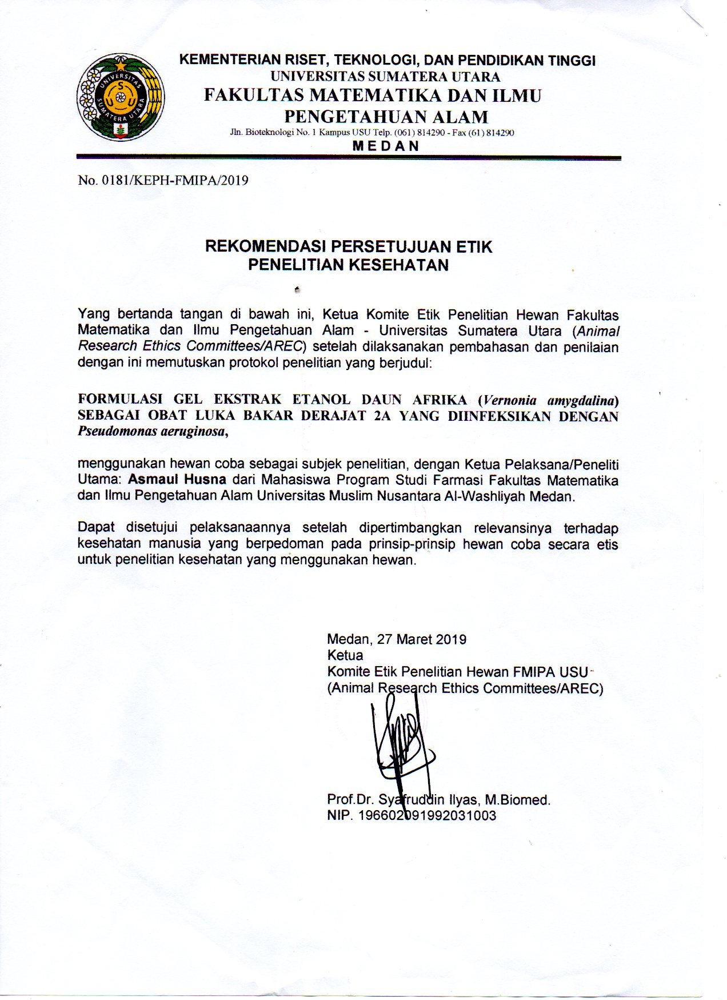 KEMENTERIAN RISET, TEKNOLOGI, DAN PENDIDIKAN TINGGI
UNIVERSITAS SUMATERA UTARA
FAKULTAS MATEMATIKA DAN ILMU
PENGETAHUAN ALAM
Jln. Bioteknologi No. 1 Kampus USU Telp. (061) 814290 - Fax (61) 814290
M E D A N
UNIVERSITAS
SUMATERA UTARA
S
U U
No. 0181/KEPH-FMIPA/2019
REKOMENDASI PERSETUJUAN ETIK
PENELITIAN KESEHATAN
Yang bertanda tangan di bawah ini, Ketua Komite Etik Penelitian Hewan Fakultas
Matematika dan Ilmu Pengetahuan Alam - Universitas Sumatera Utara (Animal
Research Ethics Committees/AREC) setelah dilaksanakan pembahasan dan penilaian
dengan ini memutuskan protokol penelitian yang berjudul:
FORMULASI GEL EKSTRAK ETANOL DAUN AFRIKA (Vernonia amygdalina)
SEBAGAI OBAT LUKA BAKAR DERAJAT 2A YANG DIINFEKSIKAN DENGAN
Pseudomonas aeruginosa,
menggunakan hewan coba sebagai subjek penelitian, dengan Ketua Pelaksana/Peneliti
Utama: Asmaul Husna dari Mahasiswa Program Studi Farmasi Fakultas Matematika
dan Ilmu Pengetahuan Alam Universitas Muslim Nusantara Al-Washliyah Medan.
Dapat disetujui pelaksanaannya setelah dipertimbangkan relevansinya terhadap
kesehatan manusia yang berpedoman pada prinsip-prinsip hewan coba secara etis
untuk penelitian kesehatan yang menggunakan hewan.
Medan, 27 Maret 2019
Ketua
Komite Etik Penelitian Hewan FMIPA USU
(Animal Research Ethics Committees/AREC)
Prof.Dr. Syafruddin Ilyas, M.Biomed.
NIP. 196602091992031003